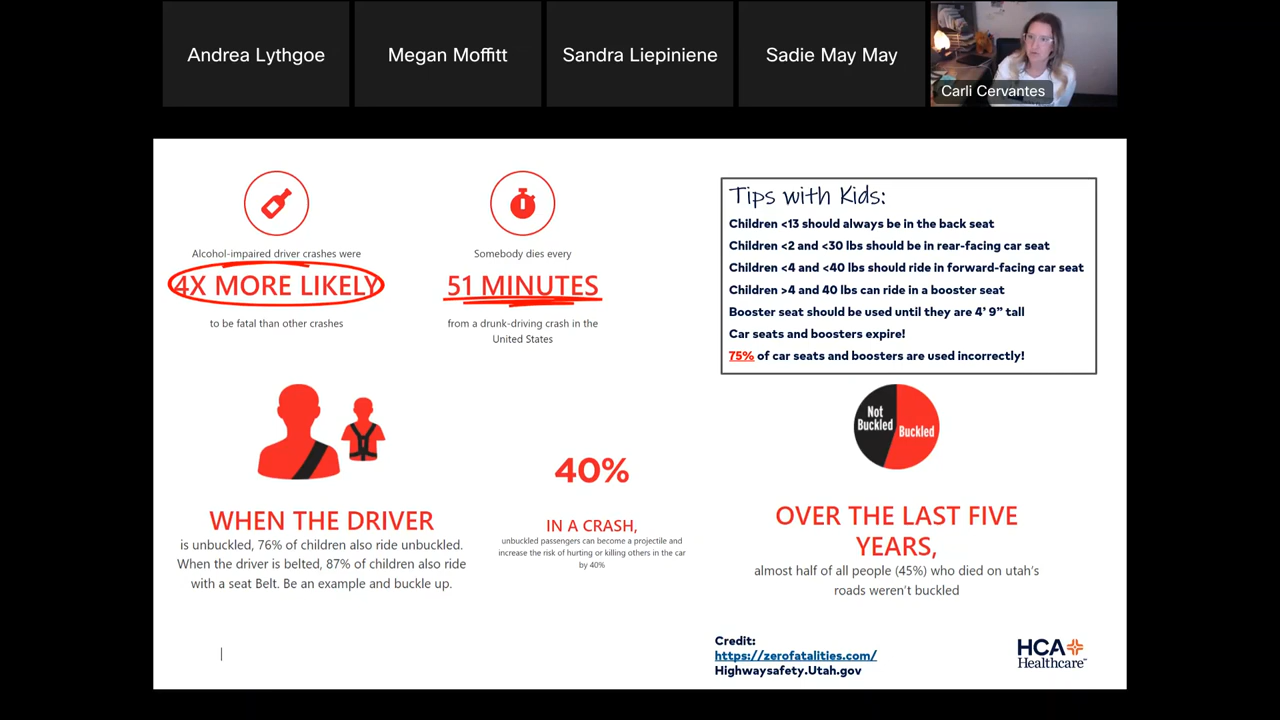 Andrea Lythgoe
Megan Moffitt
Sandra Liepiniene
Sadie May May
Carli Cervantes
Alcohol-impaired driver crashes were
4X MORE LIKELY
to be fatal than other crashes
Somebody dies every
51 MINUTES
from a drunk-driving crash in the
United States
Tips with Kids:
Children <13 should always be in the back seat
Children <2 and <30 lbs should be in rear-facing car seat
Children <4 and <40 lbs should ride in forward-facing car seat
Children >4 and 40 lbs can ride in a booster seat
Booster seat should be used until they are 4’ 9” tall
Car seats and boosters expire!
75% of car seats and boosters are used incorrectly!
WHEN THE DRIVER
is unbuckled, 76% of children also ride unbuckled.
When the driver is belted, 87% of children also ride
with a seat Belt. Be an example and buckle up.
40%
IN A CRASH,
unbuckled passengers can become a projectile and
increase the risk of hurting or killing others in the car
by 40%
Not
Buckled
Buckled
OVER THE LAST FIVE
YEARS,
almost half of all people (45%) who died on utah’s
roads weren’t buckled
Credit:
https://zerofatalities.com/
Highwaysafety.Utah.gov
HCA
Healthcare™